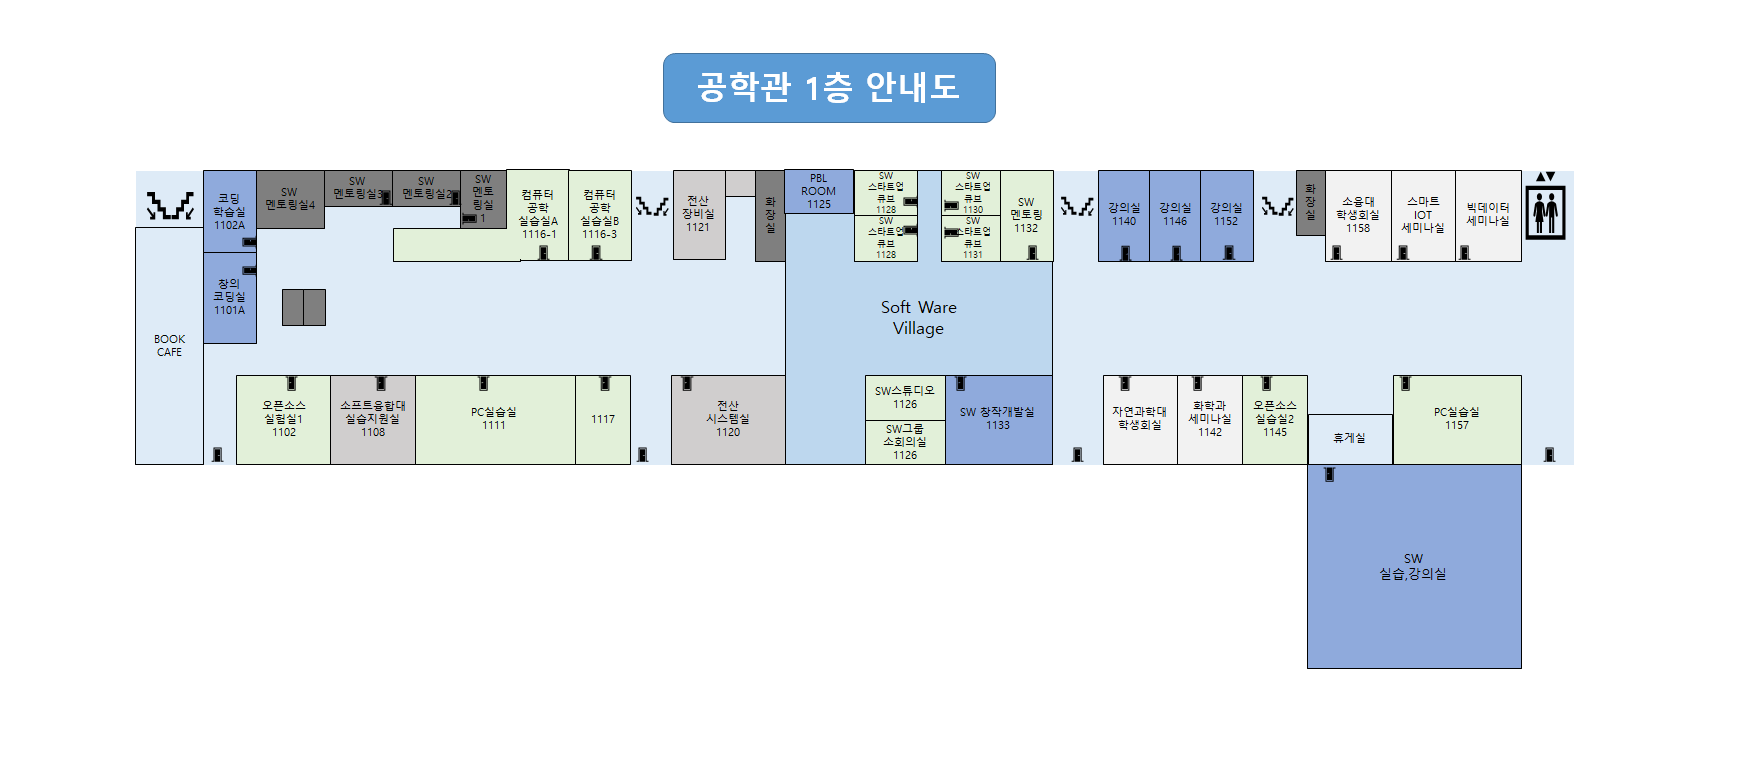 공학관 1층 안내도
코딩
학습실
1102A
SW
멘토링실4
SW
멘토링실3
SW
멘토링실2
SW
멘토
링실
1
컴퓨터
공학
실습실A
1116-1
컴퓨터
공학
실습실B
1116-3
전산
장비실
1121
화
장
실
PBL
ROOM
1125
SW
스타트업
큐브
1128
SW
스타트업
큐브
1128
SW
스타트업
큐브
1130
SW
스타트업
큐브
1131
SW
멘토링
1132
강의실
1140
강의실
1146
강의실
1152
화
장
실
소융대
학생회실
1158
스마트
IOT
세미나실
빅데이터
세미나실
창의
코딩실
1101A
BOOK
CAFE
Soft Ware
Village
오픈소스
실험실1
1102
소프트융합대
실습지원실
1108
PC실습실
1111
1117
전산
시스템실
1120
SW스튜디오
1126
SW그룹
소회의실
1126
SW 창작개발실
1133
자연과학대
학생회실
화학과
세미나실
1142
오픈소스
실습실2
1145
휴게실
PC실습실
1157
SW
실습,강의실